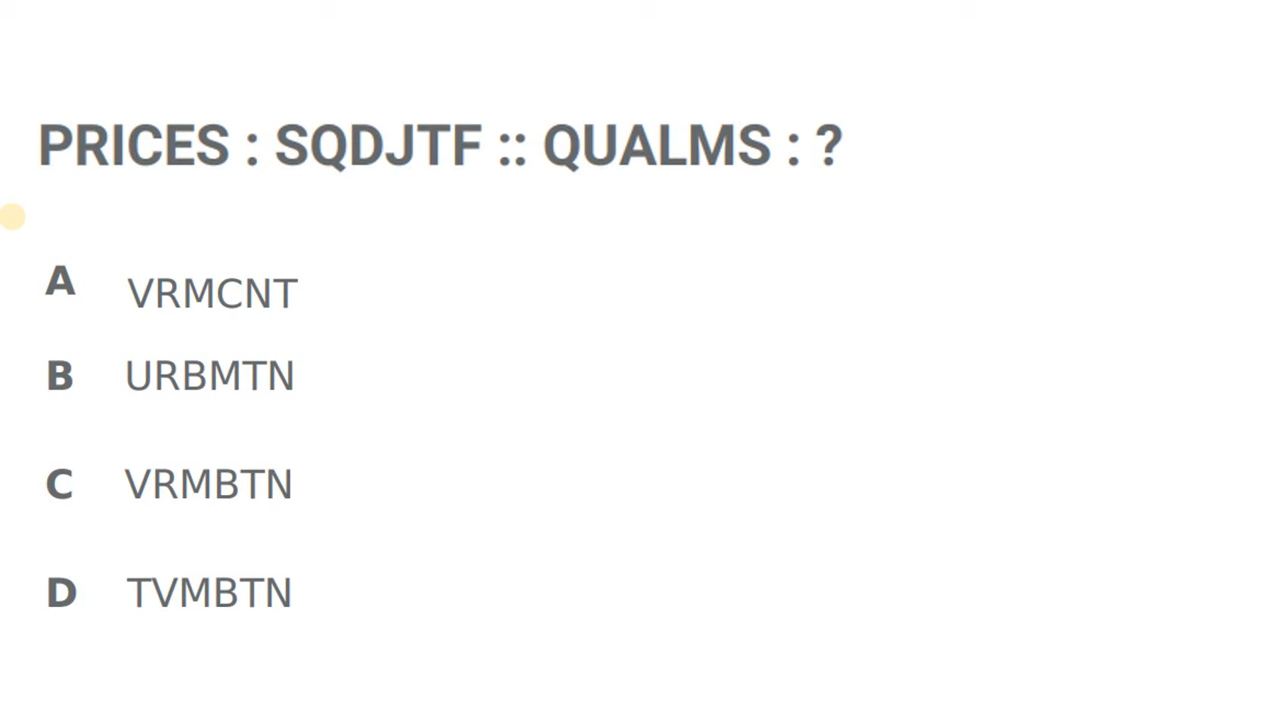 PRICES : SQDJTF :: QUALMS : ?
A VRMCNT
B URBMTN
C VRMBTN
D TVMBTN